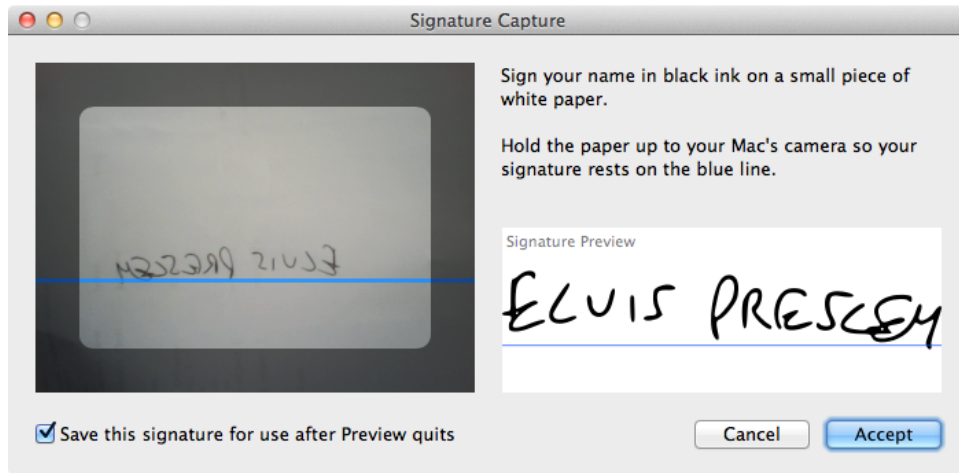 Signature Capture
Sign your name in black ink on a small piece of
white paper.
Hold the paper up to your Mac's camera so your
signature rests on the blue line.
Signature Preview
ELVIS PRESLEY
ELVIS PRESLEY
Save this signature for use after Preview quits
Cancel
Accept